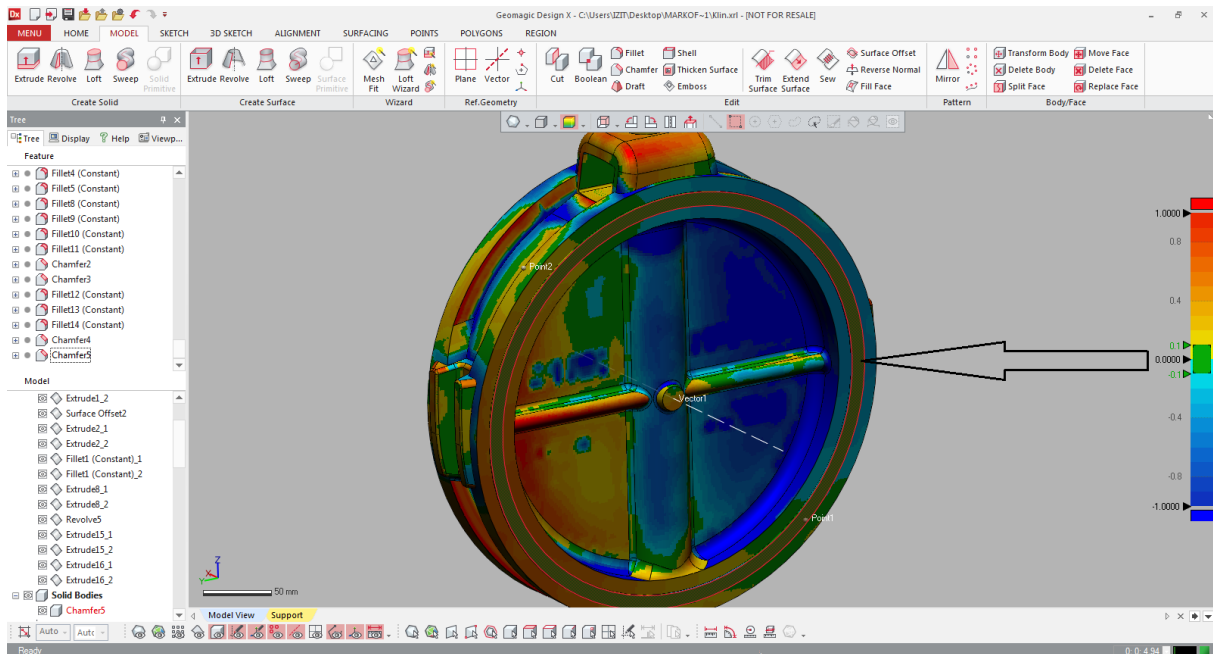 Dx
Geomagic Design X - C:\Users\IZIT\Desktop\MARKOF~1\Klin.xrl - [NOT FOR RESALE]
MENU HOME MODEL SKETCH 3D SKETCH ALIGNMENT SURFACING POINTS POLYGONS REGION
Extrude Revolve Loft Sweep Solid Primitive
Create Solid
Extrude Revolve Loft Sweep Surface Primitive
Create Surface
Mesh Fit Loft Wizard
Wizard
Plane Vector
Ref.Geometry
Cut Boolean
Fillet Shell
Chamfer Thicken Surface
Draft Emboss
Trim Surface Extend Surface Sew
Surface Offset
Reverse Normal
Fill Face
Edit
Mirror
Pattern
Transform Body Move Face
Delete Body Delete Face
Split Face Replace Face
Body/Face
Tree
Tree Display Help Viewp...
Feature
Fillet4 (Constant)
Fillet5 (Constant)
Fillet8 (Constant)
Fillet9 (Constant)
Fillet10 (Constant)
Fillet11 (Constant)
Chamfer2
Chamfer3
Fillet12 (Constant)
Fillet13 (Constant)
Fillet14 (Constant)
Chamfer4
Chamfer5
Model
Extrude1_2
Surface Offset2
Extrude2_1
Extrude2_2
Fillet1 (Constant)_1
Fillet1 (Constant)_2
Extrude8_1
Extrude8_2
Revolve5
Extrude15_1
Extrude15_2
Extrude16_1
Extrude16_2
Solid Bodies
Chamfer5
Point2
Vector1
Point1
Z
X
Y
50 mm
1.0000
0.8
0.4
0.1
0.0000
-0.1
-0.4
-0.8
-1.0000
Model View Support
Auto Autc
Ready
0: 0: 4.94